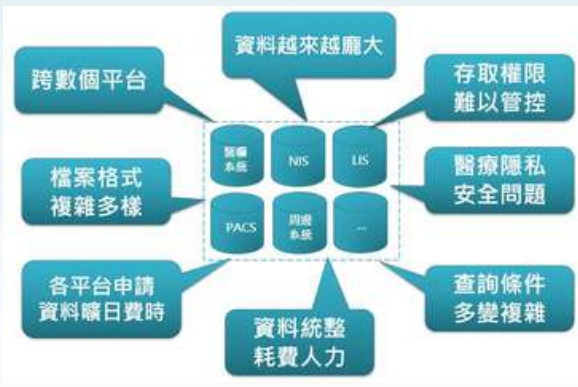 資料越來越龐大
跨數個平台
存取權限
難以管控
醫囑
系統
NIS
LIS
檔案格式
複雜多樣
醫療隱私
安全問題
PACS
周邊
系統
...
各平台申請
資料曠日費時
查詢條件
多變複雜
資料統整
耗費人力